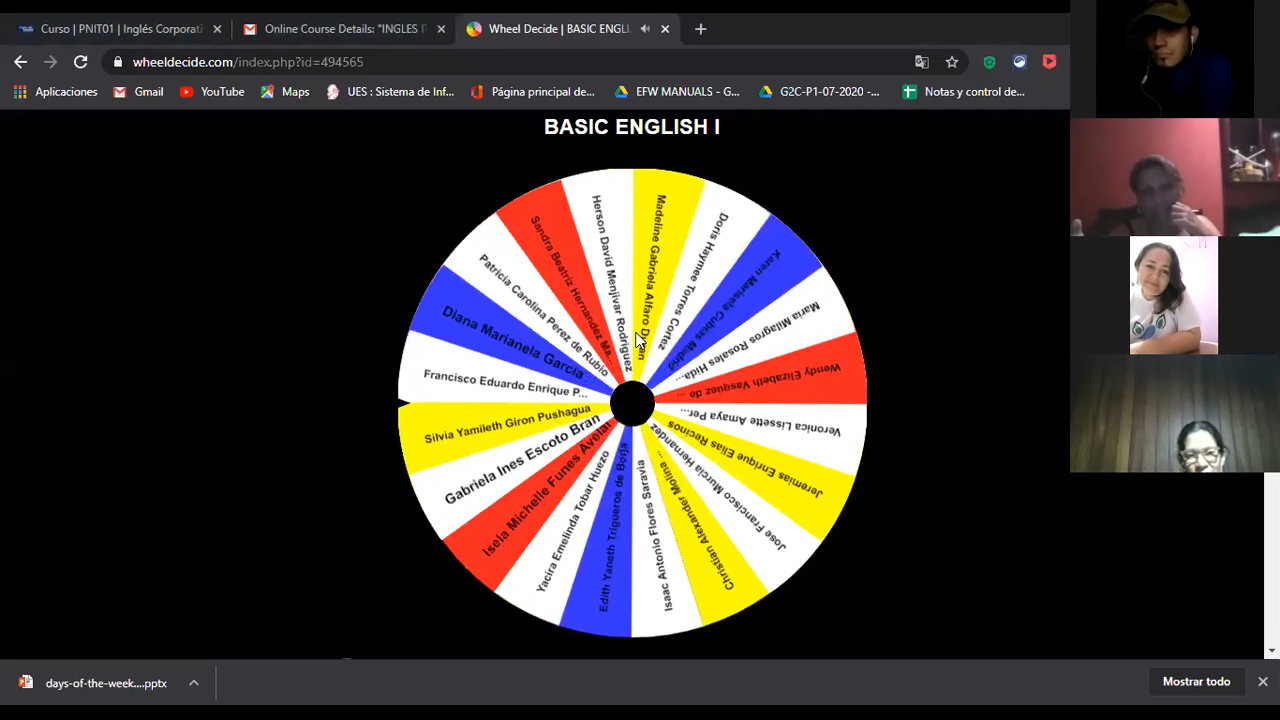 Curso | PNIT01 | Inglés Corporati
Online Course Details: "INGLES P
Wheel Decide | BASIC ENGLI
wheeldecide.com/index.php?id=494565
Aplicaciones
Gmail
YouTube
Maps
UES : Sistema de Inf...
Página principal de...
EFW MANUALS - G...
G2C-P1-07-2020 -...
Notas y control de...
BASIC ENGLISH I
Madeline Gabriela Alfaro
Doris Haymee Torres Cortez
Karen Marisela Cubias Madrid
Maria Milagros Rosales Hida...
Wendy Elizabeth Vasquez de ...
Veronica Lissette Amaya Per...
Jeremias Enrique Elias Recinos
Jose Francisco Murcia Hernandez
Christian Alexander Molina ...
Isaac Antonio Flores Saravia
Edith Yaneth Trigueros de Borja
Yacira Emelinda Tobar Huezo
Isela Michelle Funes Avelar
Gabriela Ines Escoto Bran
Silvia Yamileth Giron Pushagua
Francisco Eduardo Enrique P...
Diana Marianela Garcia
Patricia Carolina Perez de Rubio
Sandra Beatriz Hernandez Ma...
Herson David Menjivar Rodriguez
days-of-the-week....pptx
Mostrar todo